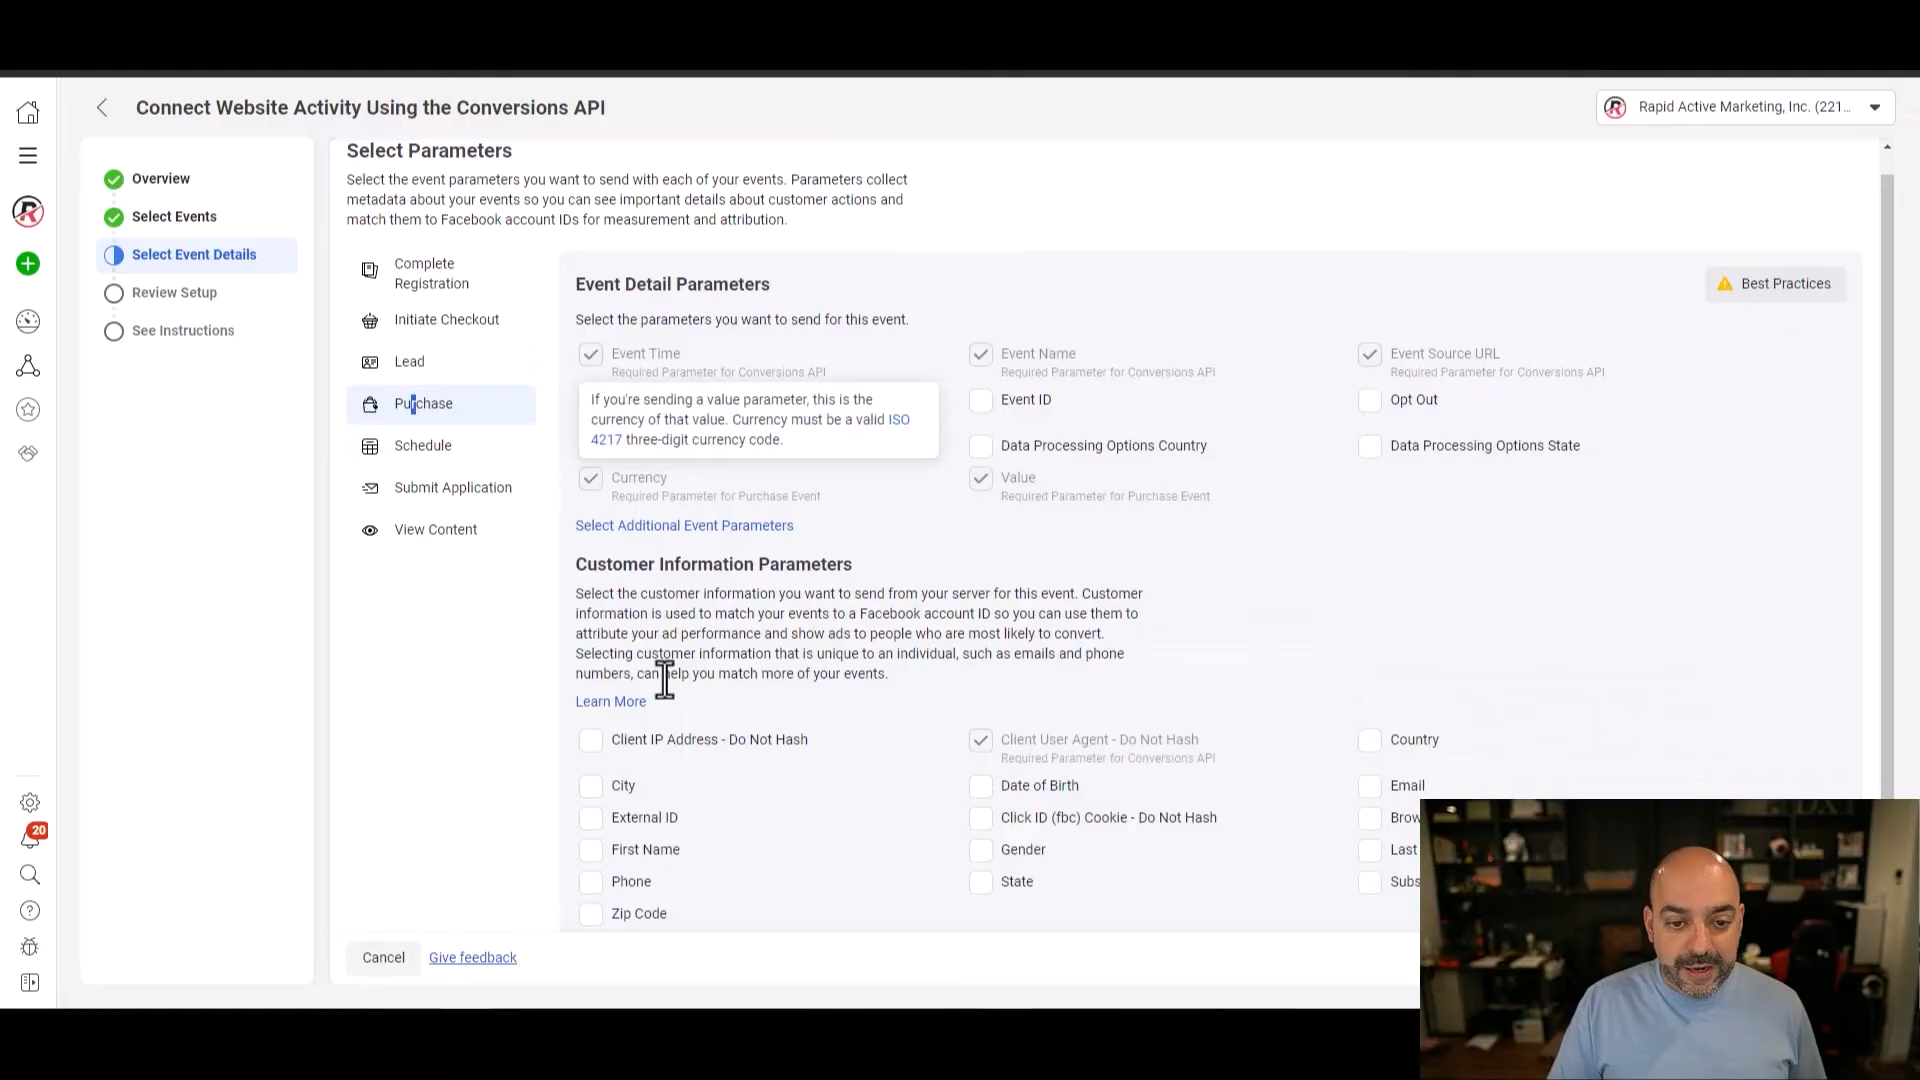 Connect Website Activity Using the Conversions API
Rapid Active Marketing, Inc. (221...
Overview
Select Events
Select Event Details
Review Setup
See Instructions
20
Select Parameters
Select the event parameters you want to send with each of your events. Parameters collect
metadata about your events so you can see important details about customer actions and
match them to Facebook account IDs for measurement and attribution.
Complete
Registration
Initiate Checkout
Lead
Purchase
Schedule
Submit Application
View Content
Event Detail Parameters
Best Practices
Select the parameters you want to send for this event.
Event Time
Required Parameter for Conversions API
Event Name
Required Parameter for Conversions API
Event Source URL
Required Parameter for Conversions API
If you're sending a value parameter, this is the
currency of that value. Currency must be a valid ISO
4217 three-digit currency code.
Event ID
Opt Out
Data Processing Options Country
Data Processing Options State
Currency
Required Parameter for Purchase Event
Value
Required Parameter for Purchase Event
Select Additional Event Parameters
Customer Information Parameters
Select the customer information you want to send from your server for this event. Customer
information is used to match your events to a Facebook account ID so you can use them to
attribute your ad performance and show ads to people who are most likely to convert.
Selecting customer information that is unique to an individual, such as emails and phone
numbers, can help you match more of your events.
Learn More
Client IP Address - Do Not Hash
Client User Agent - Do Not Hash
Required Parameter for Conversions API
Country
City
Date of Birth
Email
External ID
Click ID (fbc) Cookie - Do Not Hash
Brow
First Name
Gender
Last
Phone
State
Subs
Zip Code
Cancel
Give feedback